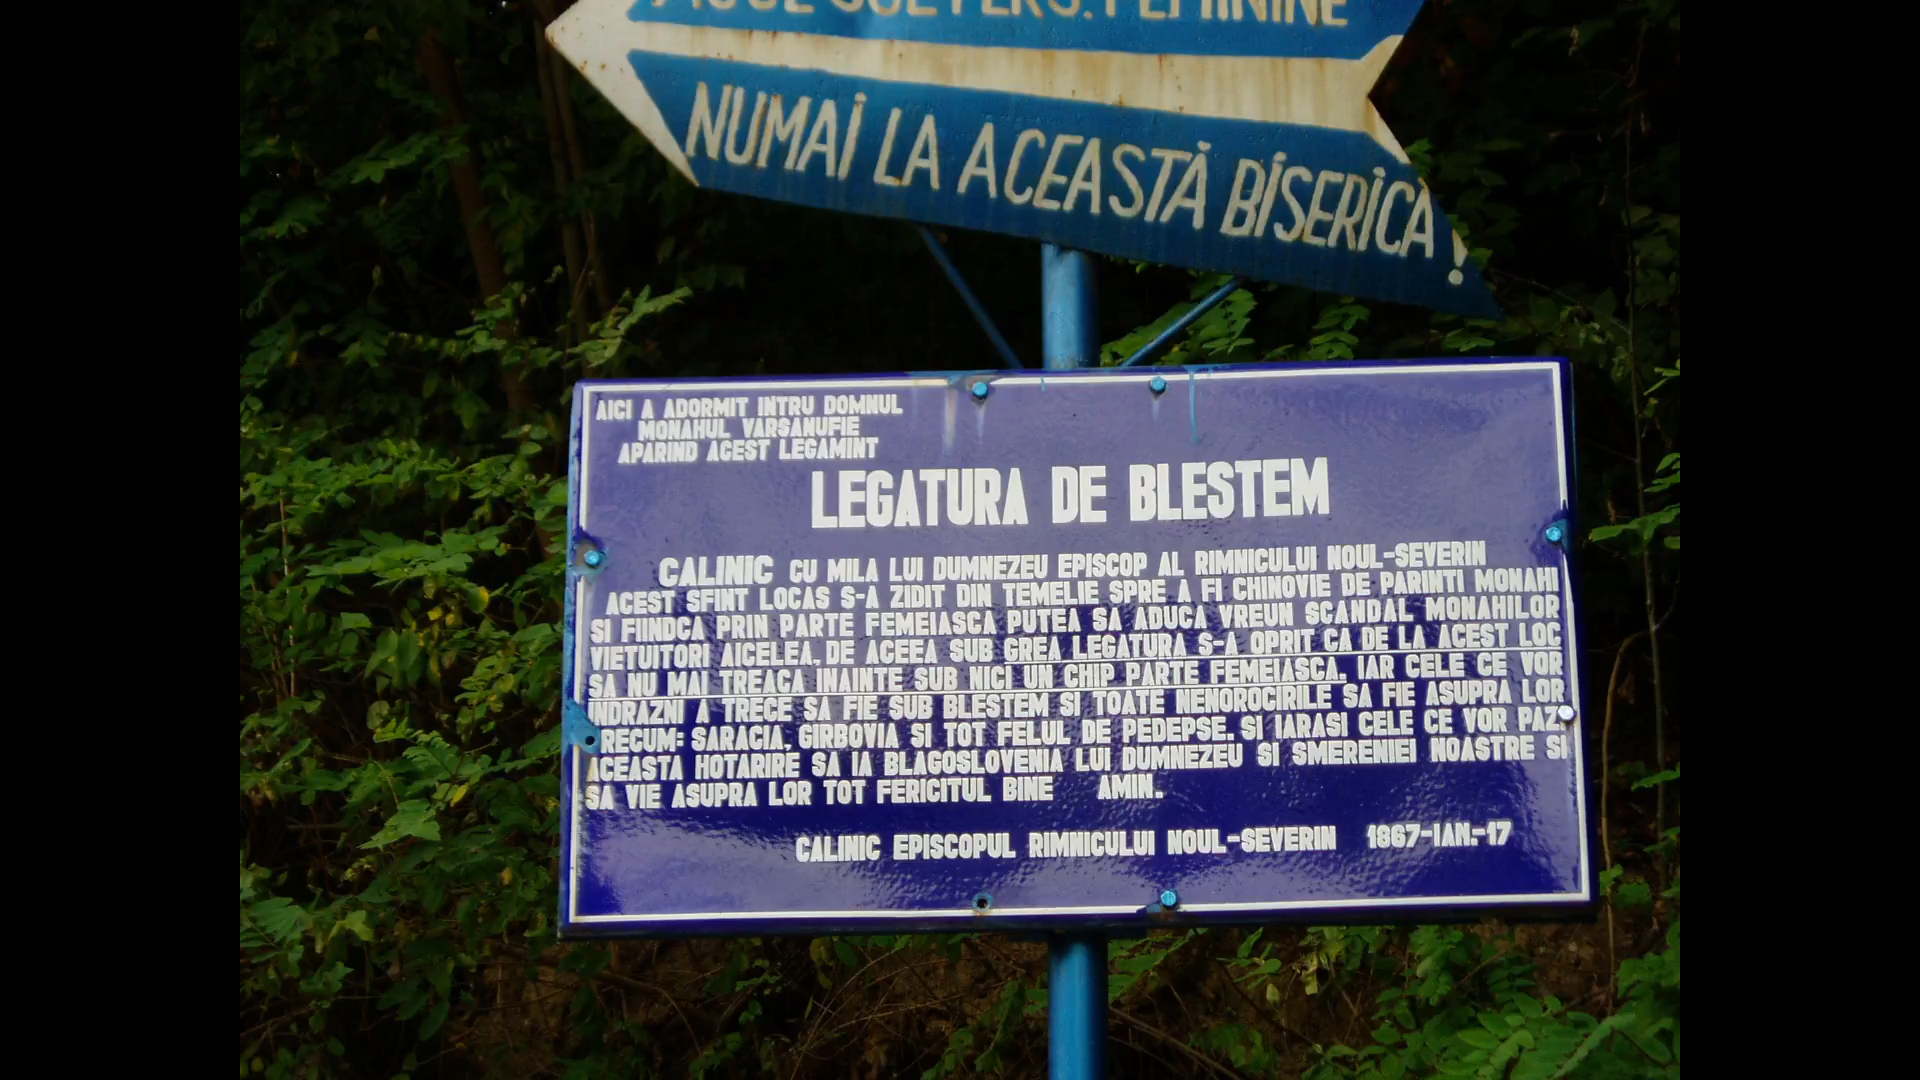 PERS. FEMININE
NUMAI LA ACEASTĂ BISERICĂ!
AICI A ADORMIT INTRU DOMNUL
MONAHUL VARSANUFIE
APARIND ACEST LEGAMINT
LEGATURA DE BLESTEM
CALINIC CU MILA LUI DUMNEZEU EPISCOP AL RIMNICULUI NOUL-SEVERIN
ACEST SFINT LOCAS S-A ZIDIT DIN TEMELIE SPRE A FI CHINOVIE DE PARINTI MONAHI
SI FIINDCA PRIN PARTE FEMEIASCA PUTEA SA ADUCA VREUN SCANDAL MONAHILOR
VIETUITORI AICELEA, DE ACEEA SUB GREA LEGATURA S-A OPRIT CA DE LA ACEST LOC
SA NU MAI TREACA INAINTE SUB NICI UN CHIP PARTE FEMEIASCA, IAR CELE CE VOR
INDRAZNI A TRECE SA FIE SUB BLESTEM SI TOATE NENOROCIRILE SA FIE ASUPRA LOR
PRECUM: SARACIA, GIRBOVIA SI TOT FELUL DE PEDEPSE. SI IARASI CELE CE VOR PAZI
ACEASTA HOTARIRE SA IA BLAGOSLOVENIA LUI DUMNEZEU SI SMERENIEI NOASTRE SI
SA VIE ASUPRA LOR TOT FERICITUL BINE AMIN.
CALINIC EPISCOPUL RIMNICULUI NOUL-SEVERIN 1867-IAN.-17